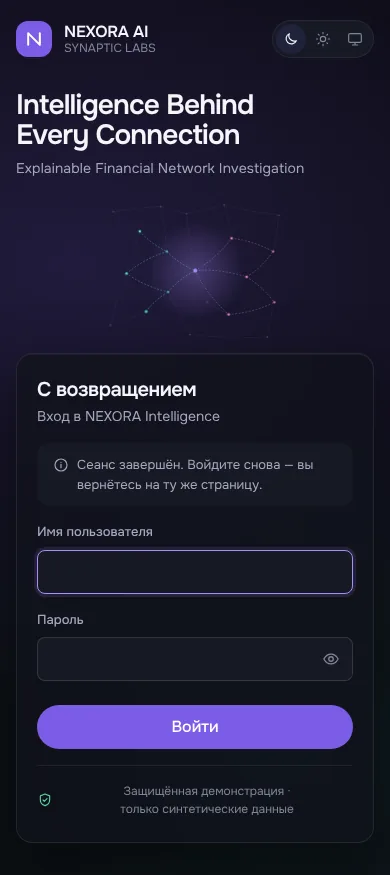 N
NEXORA AI
SYNAPTIC LABS
Intelligence Behind
Every Connection
Explainable Financial Network Investigation
С возвращением
Вход в NEXORA Intelligence
Сеанс завершён. Войдите снова — вы
вернётесь на ту же страницу.
Имя пользователя
Пароль
Войти
Защищённая демонстрация ·
только синтетические данные